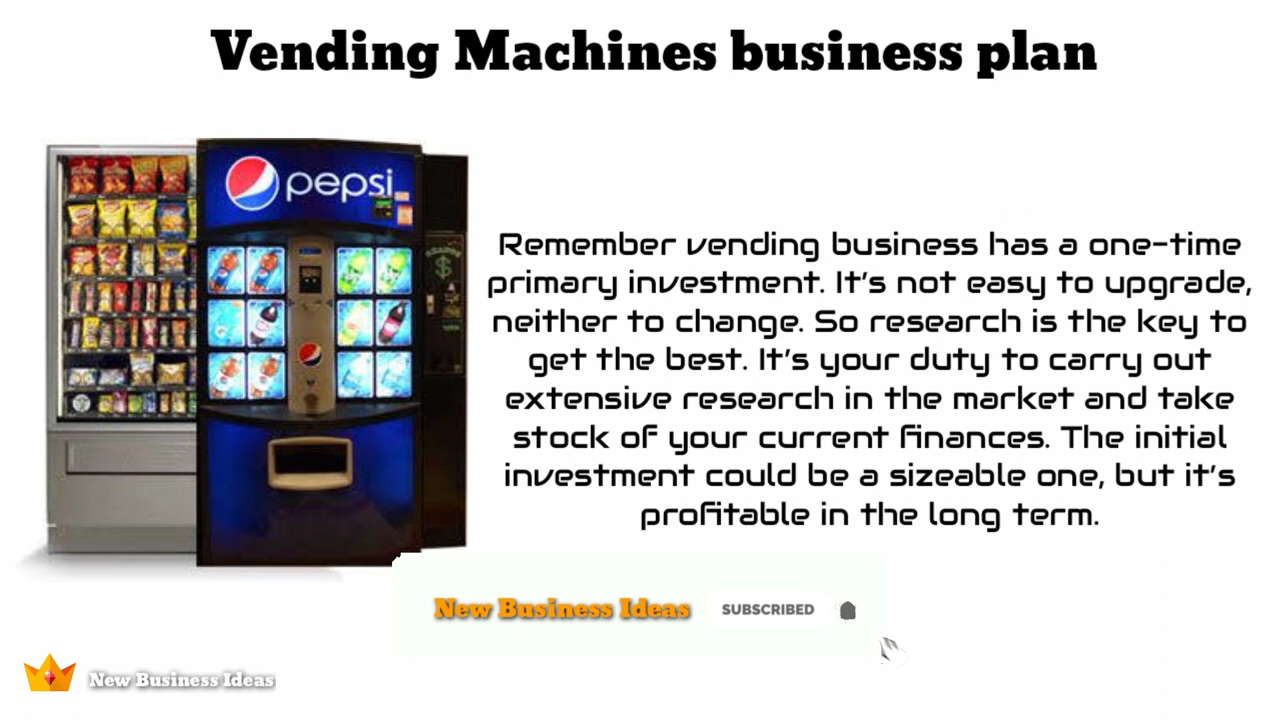 Vending Machines business plan
pepsi
Remember vending business has a one-time
primary investment. It's not easy to upgrade,
neither to change. So research is the key to
get the best. It's your duty to carry out
extensive research in the market and take
stock of your current finances. The initial
investment could be a sizeable one, but it's
profitable in the long term.
New Business Ideas SUBSCRIBED
New Business Ideas